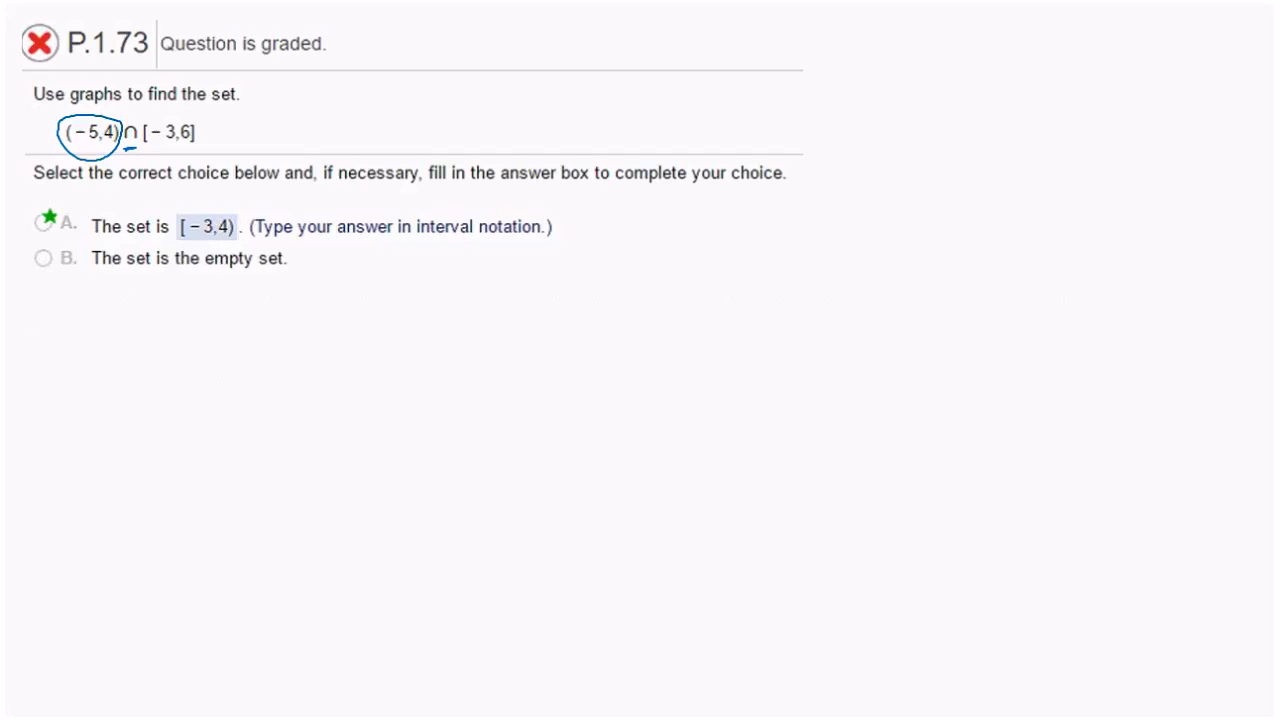 P.1.73 Question is graded.
Use graphs to find the set.
(−5,4)∩[−3,6]
Select the correct choice below and, if necessary, fill in the answer box to complete your choice.
A. The set is [−3,4). (Type your answer in interval notation.)
B. The set is the empty set.